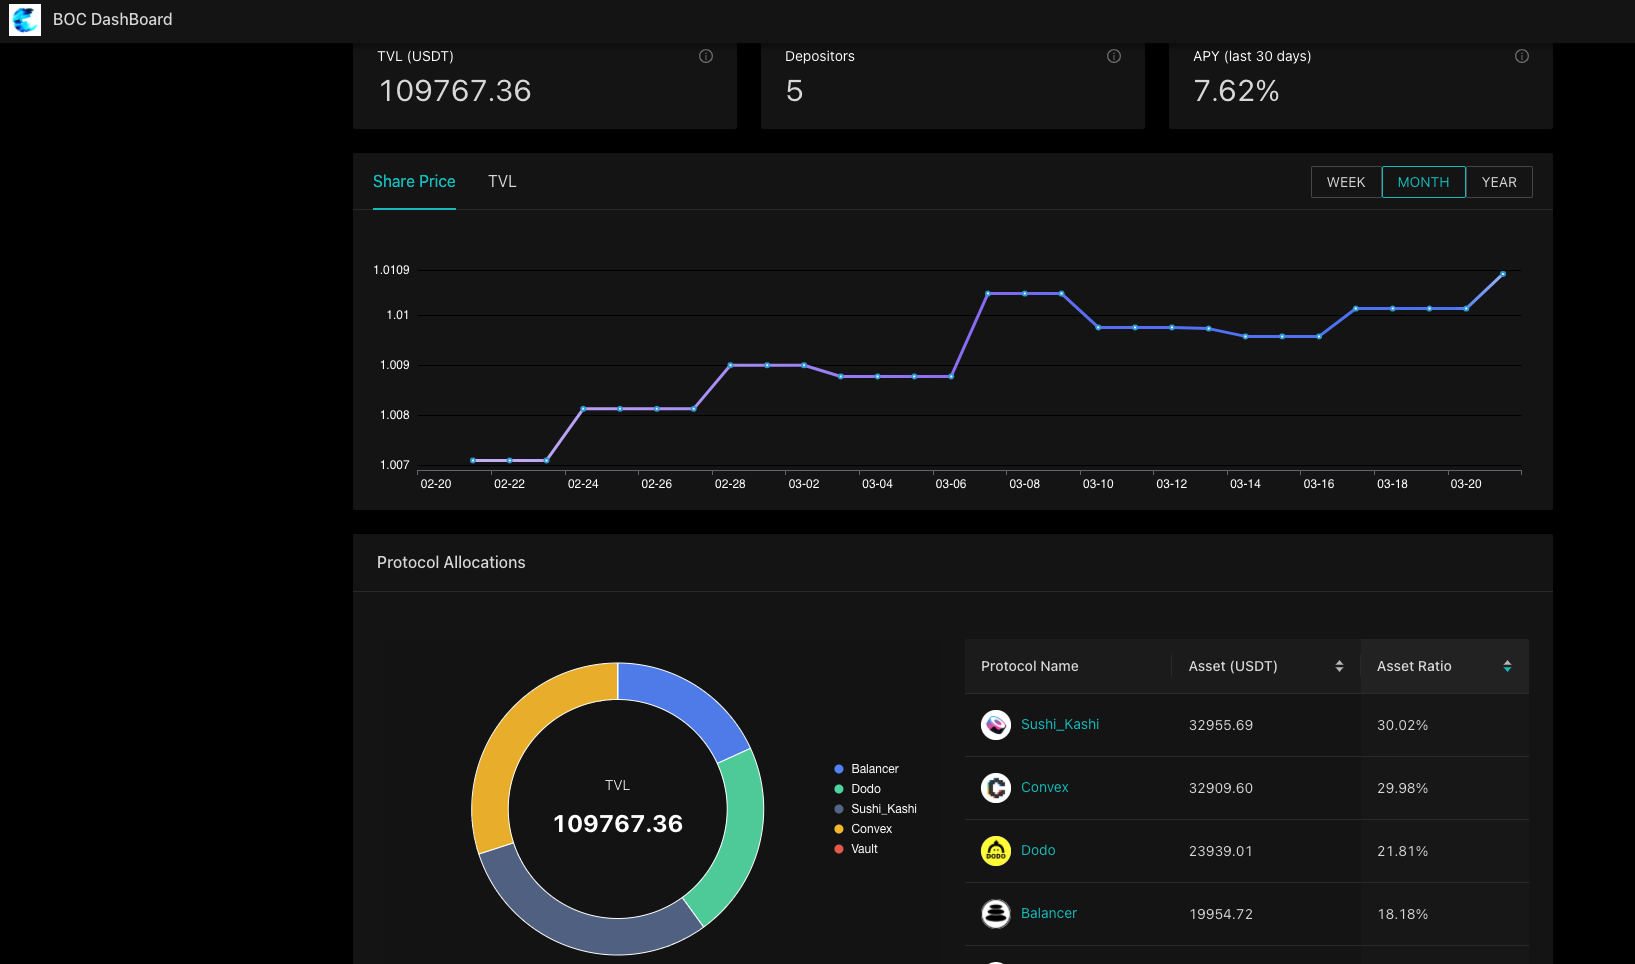 BOC DashBoard
TVL (USDT)
109767.36
Depositors
5
APY (last 30 days)
7.62%
Share Price
TVL
WEEK
MONTH
YEAR
1.0109
1.01
1.009
1.008
1.007
02-20 02-22 02-24 02-26 02-28 03-02 03-04 03-06 03-08 03-10 03-12 03-14 03-16 03-18 03-20
Protocol Allocations
TVL
109767.36
Balancer
Dodo
Sushi_Kashi
Convex
Vault
Protocol Name Asset (USDT) Asset Ratio
Sushi_Kashi 32955.69 30.02%
Convex 32909.60 29.98%
DODO
Dodo 23939.01 21.81%
Balancer 19954.72 18.18%